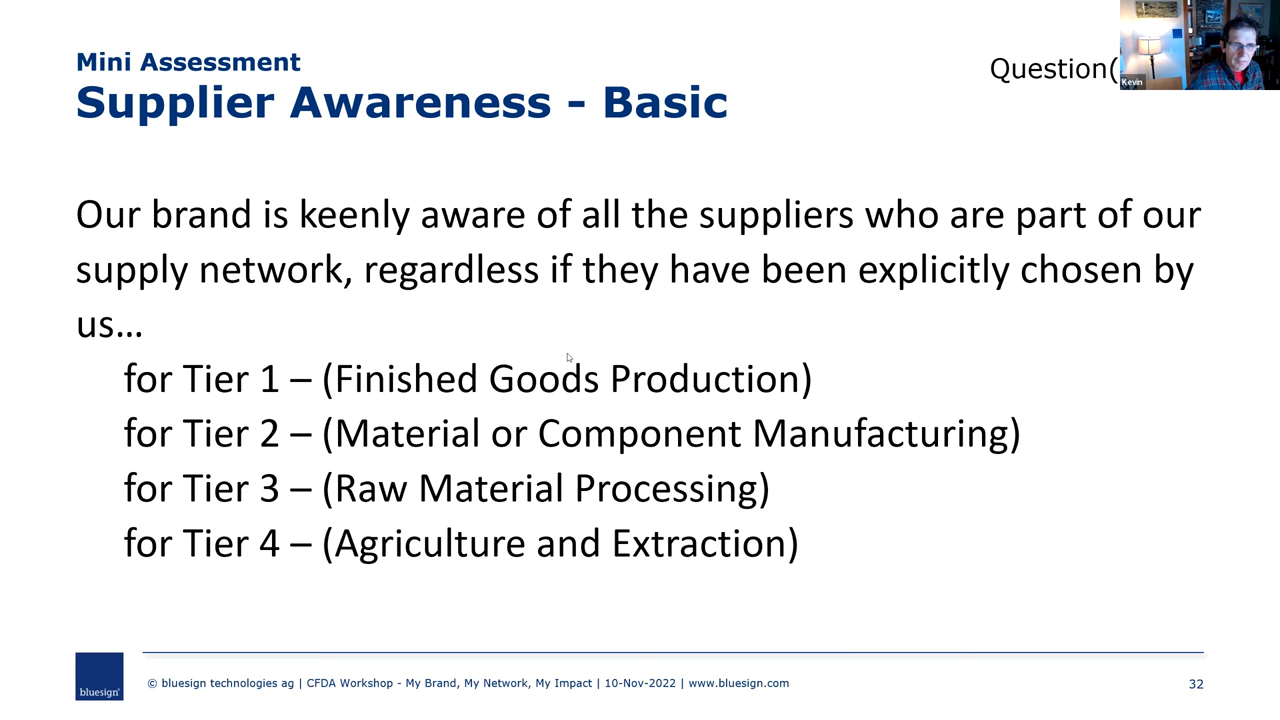 Mini Assessment
Supplier Awareness - Basic
Question(
Kevin
Our brand is keenly aware of all the suppliers who are part of our
supply network, regardless if they have been explicitly chosen by
us…
for Tier 1 – (Finished Goods Production)
for Tier 2 – (Material or Component Manufacturing)
for Tier 3 – (Raw Material Processing)
for Tier 4 – (Agriculture and Extraction)
bluesign®
© bluesign technologies ag | CFDA Workshop - My Brand, My Network, My Impact | 10-Nov-2022 | www.bluesign.com
32